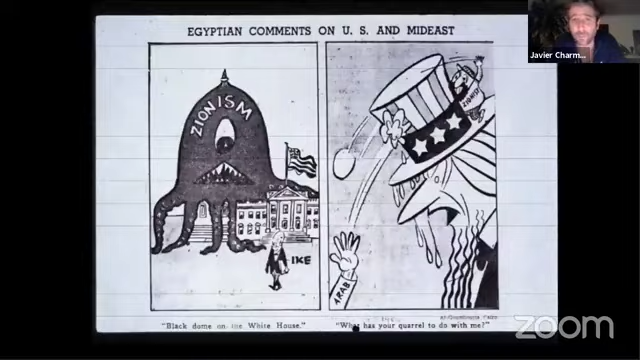 Javier Charm...
EGYPTIAN COMMENTS ON U. S. AND MIDEAST
ZIONISM
IKE
ZIONIST
ARAB
"Black dome on the White House."
"What has your quarrel to do with me?"
zoom